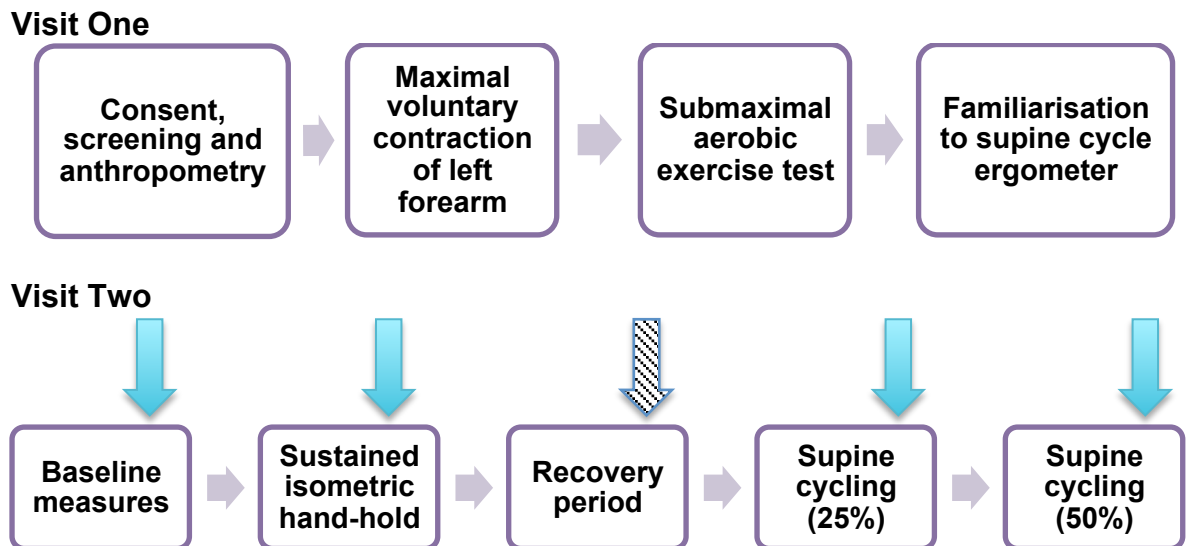 Visit One
Consent,
screening and
anthropometry
Maximal
voluntary
contraction
of left
forearm
Submaximal
aerobic
exercise test
Familiarisation
to supine cycle
ergometer
Visit Two
Baseline
measures
Sustained
isometric
hand-hold
Recovery
period
Supine
cycling
(25%)
Supine
cycling
(50%)